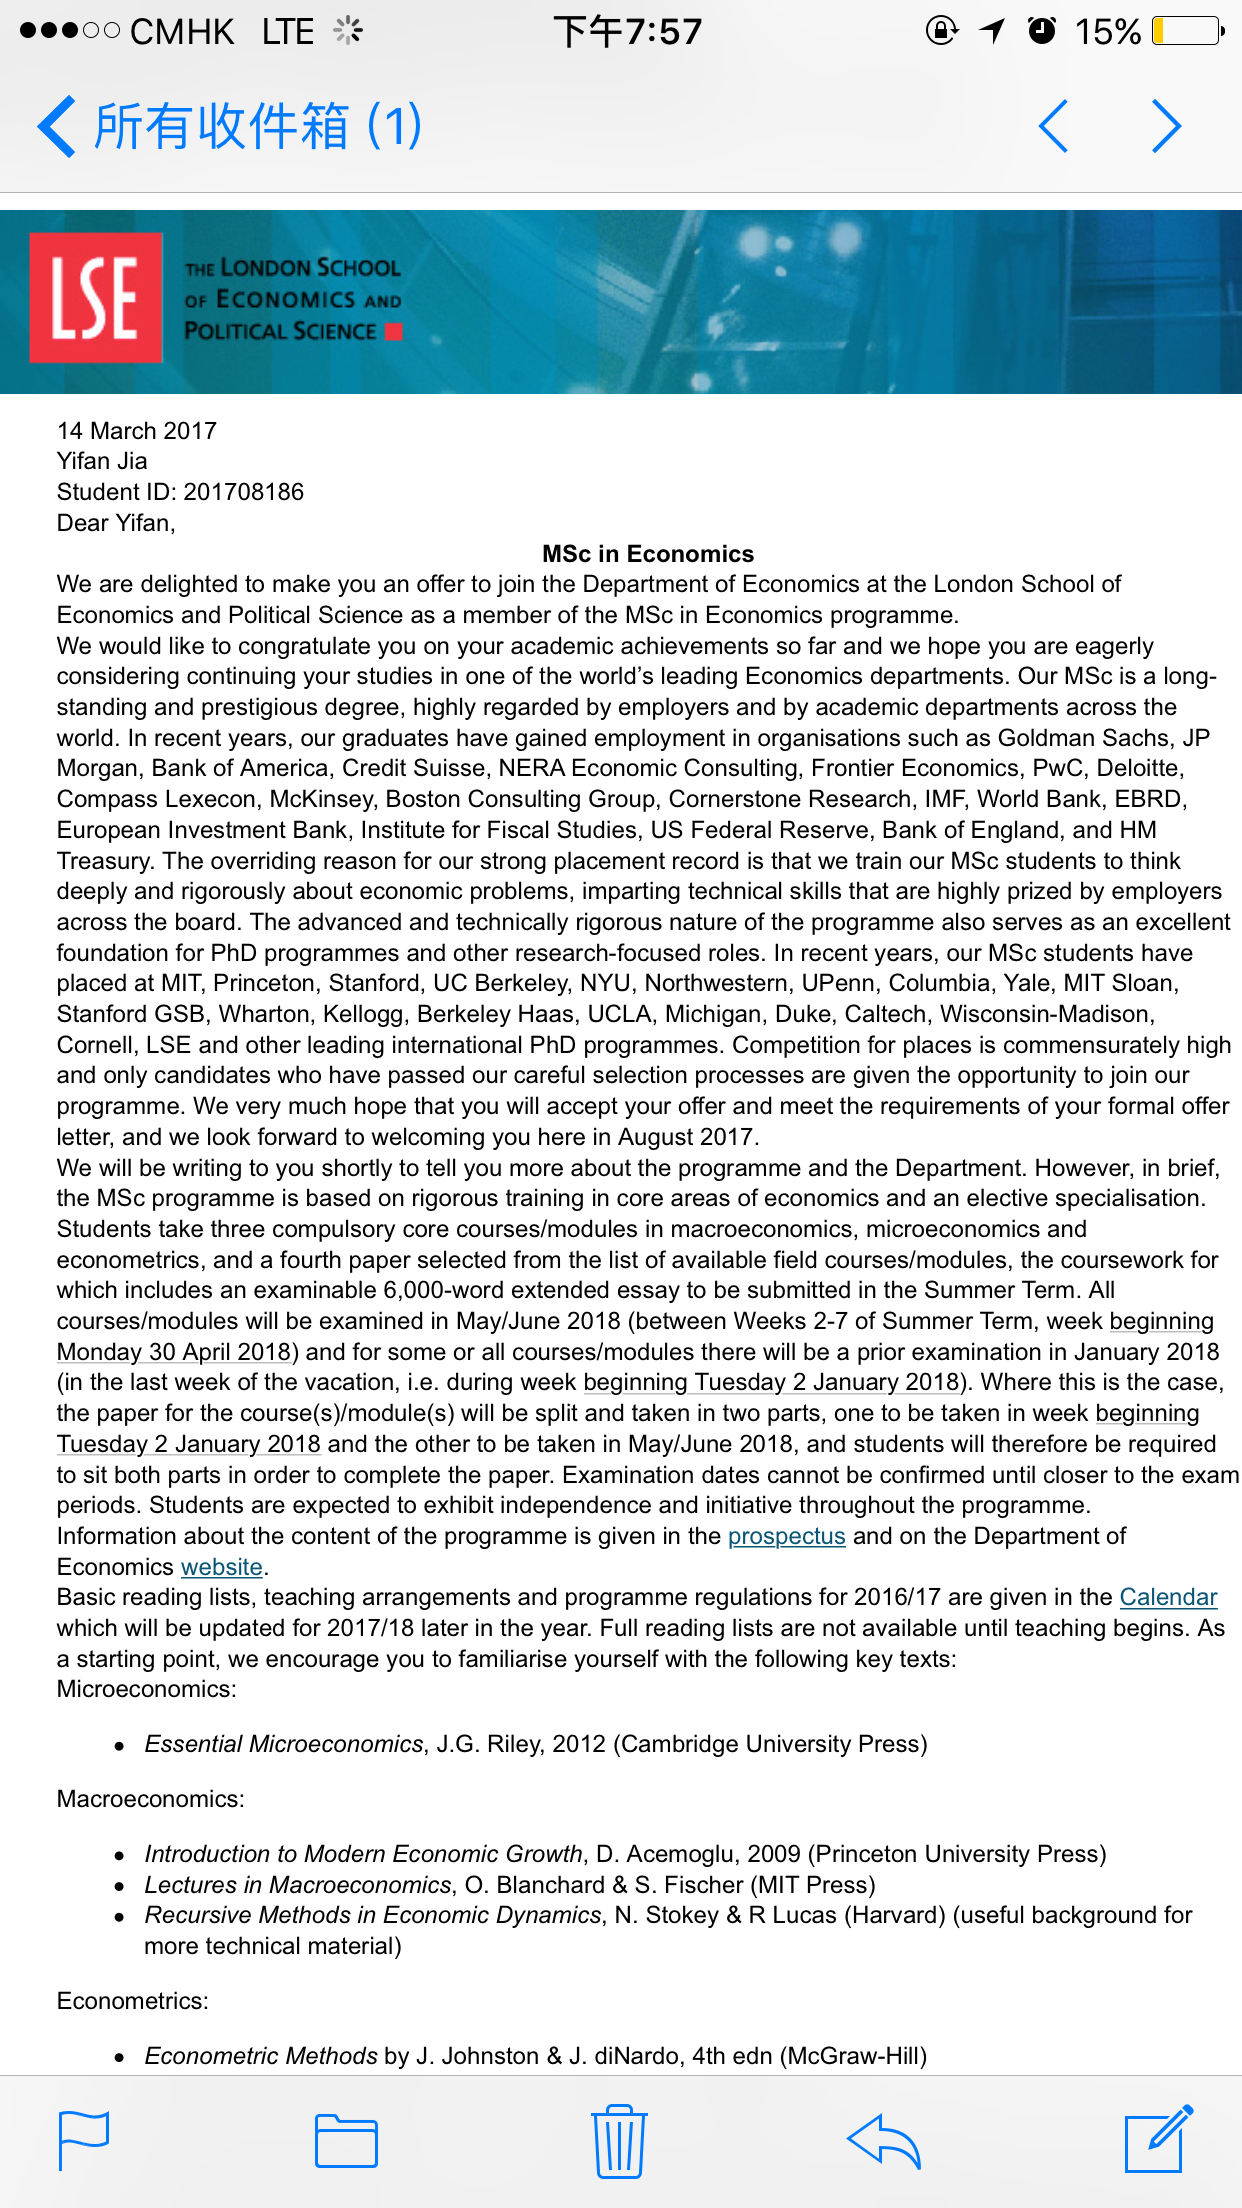 CMHK LTE 下午7:57 15%
所有收件箱 (1)
LSE THE LONDON SCHOOL
OF ECONOMICS AND
POLITICAL SCIENCE
14 March 2017
Yifan Jia
Student ID: 201708186
Dear Yifan,
MSc in Economics
We are delighted to make you an offer to join the Department of Economics at the London School of
Economics and Political Science as a member of the MSc in Economics programme.
We would like to congratulate you on your academic achievements so far and we hope you are eagerly
considering continuing your studies in one of the world’s leading Economics departments. Our MSc is a long-
standing and prestigious degree, highly regarded by employers and by academic departments across the
world. In recent years, our graduates have gained employment in organisations such as Goldman Sachs, JP
Morgan, Bank of America, Credit Suisse, NERA Economic Consulting, Frontier Economics, PwC, Deloitte,
Compass Lexecon, McKinsey, Boston Consulting Group, Cornerstone Research, IMF, World Bank, EBRD,
European Investment Bank, Institute for Fiscal Studies, US Federal Reserve, Bank of England, and HM
Treasury. The overriding reason for our strong placement record is that we train our MSc students to think
deeply and rigorously about economic problems, imparting technical skills that are highly prized by employers
across the board. The advanced and technically rigorous nature of the programme also serves as an excellent
foundation for PhD programmes and other research-focused roles. In recent years, our MSc students have
placed at MIT, Princeton, Stanford, UC Berkeley, NYU, Northwestern, UPenn, Columbia, Yale, MIT Sloan,
Stanford GSB, Wharton, Kellogg, Berkeley Haas, UCLA, Michigan, Duke, Caltech, Wisconsin-Madison,
Cornell, LSE and other leading international PhD programmes. Competition for places is commensurately high
and only candidates who have passed our careful selection processes are given the opportunity to join our
programme. We very much hope that you will accept your offer and meet the requirements of your formal offer
letter, and we look forward to welcoming you here in August 2017.
We will be writing to you shortly to tell you more about the programme and the Department. However, in brief,
the MSc programme is based on rigorous training in core areas of economics and an elective specialisation.
Students take three compulsory core courses/modules in macroeconomics, microeconomics and
econometrics, and a fourth paper selected from the list of available field courses/modules, the coursework for
which includes an examinable 6,000-word extended essay to be submitted in the Summer Term. All
courses/modules will be examined in May/June 2018 (between Weeks 2-7 of Summer Term, week beginning
Monday 30 April 2018) and for some or all courses/modules there will be a prior examination in January 2018
(in the last week of the vacation, i.e. during week beginning Tuesday 2 January 2018). Where this is the case,
the paper for the course(s)/module(s) will be split and taken in two parts, one to be taken in week beginning
Tuesday 2 January 2018 and the other to be taken in May/June 2018, and students will therefore be required
to sit both parts in order to complete the paper. Examination dates cannot be confirmed until closer to the exam
periods. Students are expected to exhibit independence and initiative throughout the programme.
Information about the content of the programme is given in the prospectus and on the Department of
Economics website.
Basic reading lists, teaching arrangements and programme regulations for 2016/17 are given in the Calendar
which will be updated for 2017/18 later in the year. Full reading lists are not available until teaching begins. As
a starting point, we encourage you to familiarise yourself with the following key texts:
Microeconomics:
• Essential Microeconomics, J.G. Riley, 2012 (Cambridge University Press)
Macroeconomics:
• Introduction to Modern Economic Growth, D. Acemoglu, 2009 (Princeton University Press)
• Lectures in Macroeconomics, O. Blanchard & S. Fischer (MIT Press)
• Recursive Methods in Economic Dynamics, N. Stokey & R Lucas (Harvard) (useful background for
more technical material)
Econometrics:
• Econometric Methods by J. Johnston & J. diNardo, 4th edn (McGraw-Hill)